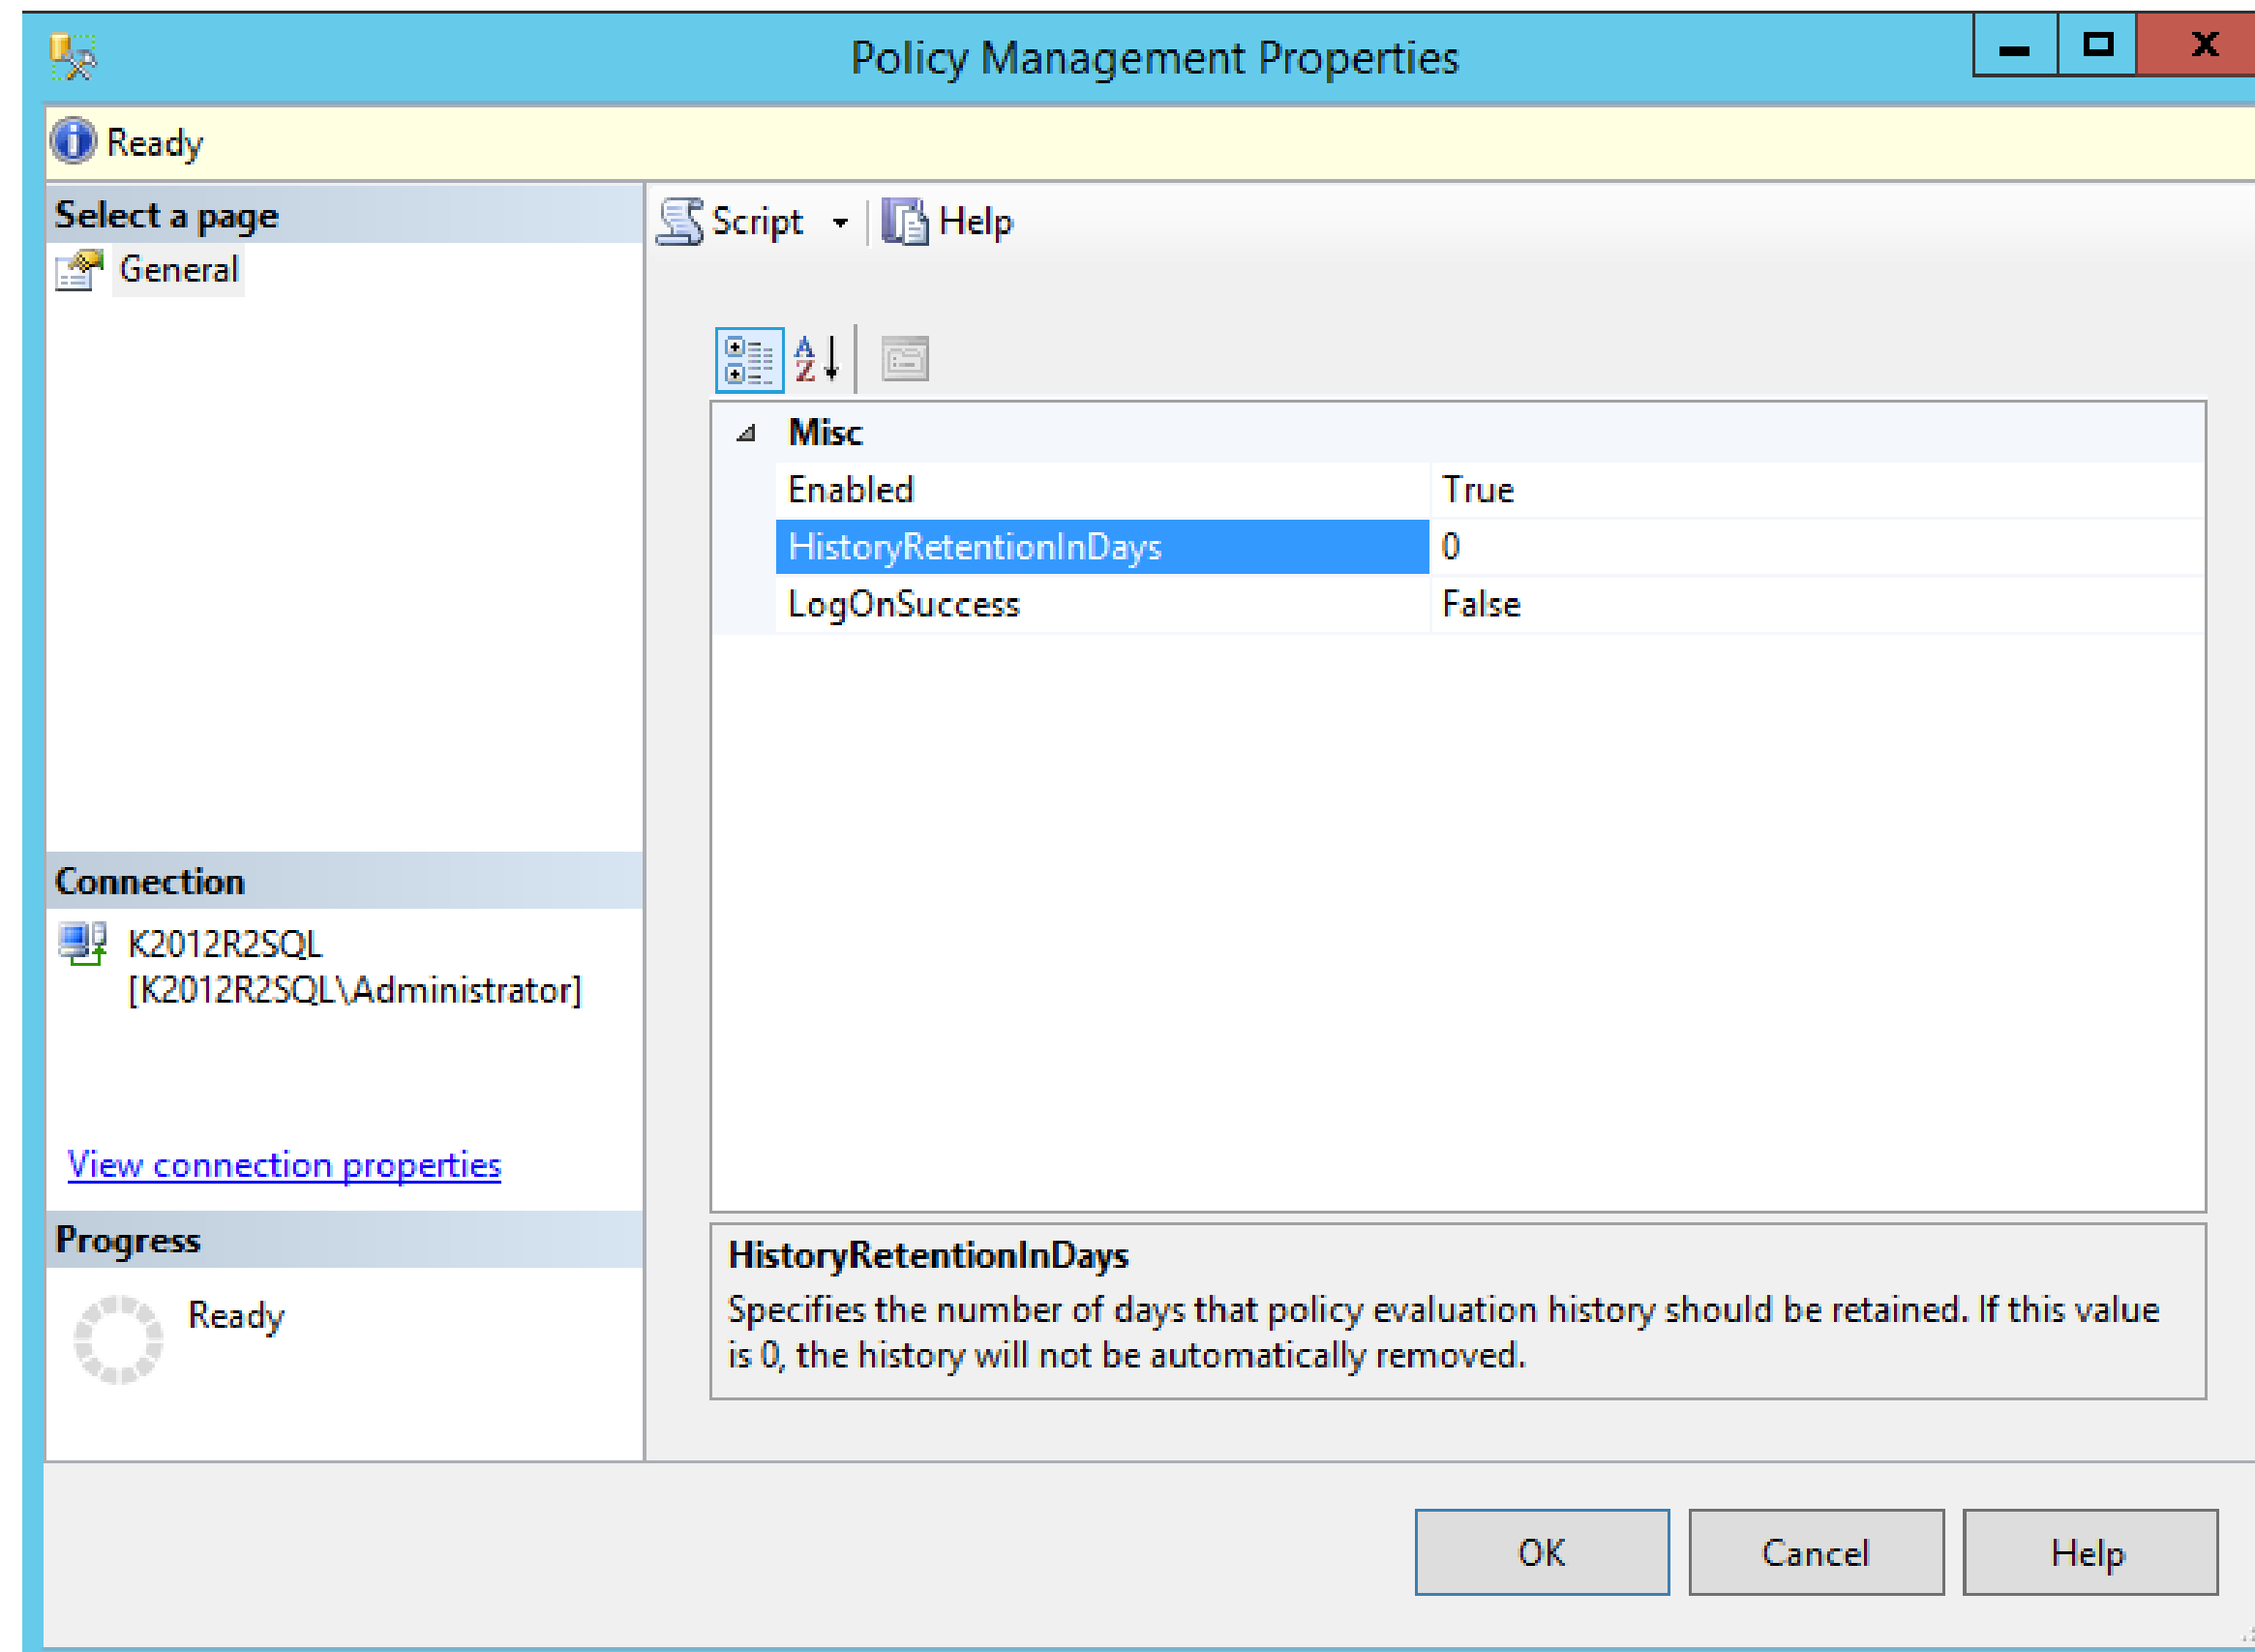 Policy Management Properties
Ready
Select a page
General
Script
Help
Misc
Enabled True
HistoryRetentionInDays 0
LogOnSuccess False
Connection
K2012R2SQL
[K2012R2SQL\Administrator]
View connection properties
Progress
Ready
HistoryRetentionInDays
Specifies the number of days that policy evaluation history should be retained. If this value
is 0, the history will not be automatically removed.
OK Cancel Help